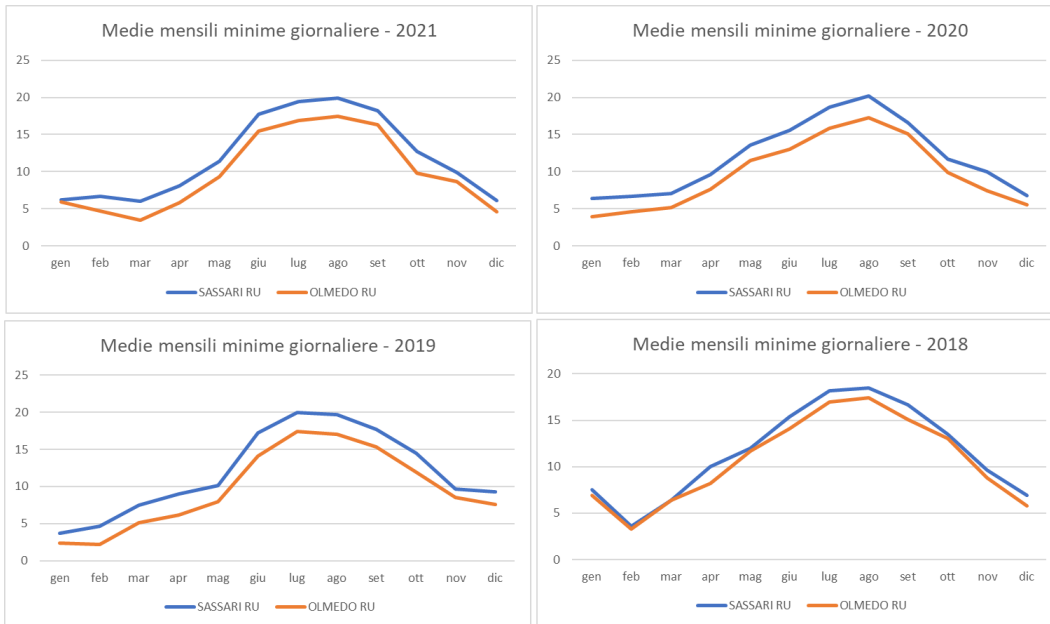 Medie mensili minime giornaliere - 2021
25
20
15
10
5
0
gen feb mar apr mag giu lug ago set ott nov dic
SASSARI RU OLMEDO RU
Medie mensili minime giornaliere - 2020
25
20
15
10
5
0
gen feb mar apr mag giu lug ago set ott nov dic
SASSARI RU OLMEDO RU
Medie mensili minime giornaliere - 2019
25
20
15
10
5
0
gen feb mar apr mag giu lug ago set ott nov dic
SASSARI RU OLMEDO RU
Medie mensili minime giornaliere - 2018
20
15
10
5
0
gen feb mar apr mag giu lug ago set ott nov dic
SASSARI RU OLMEDO RU